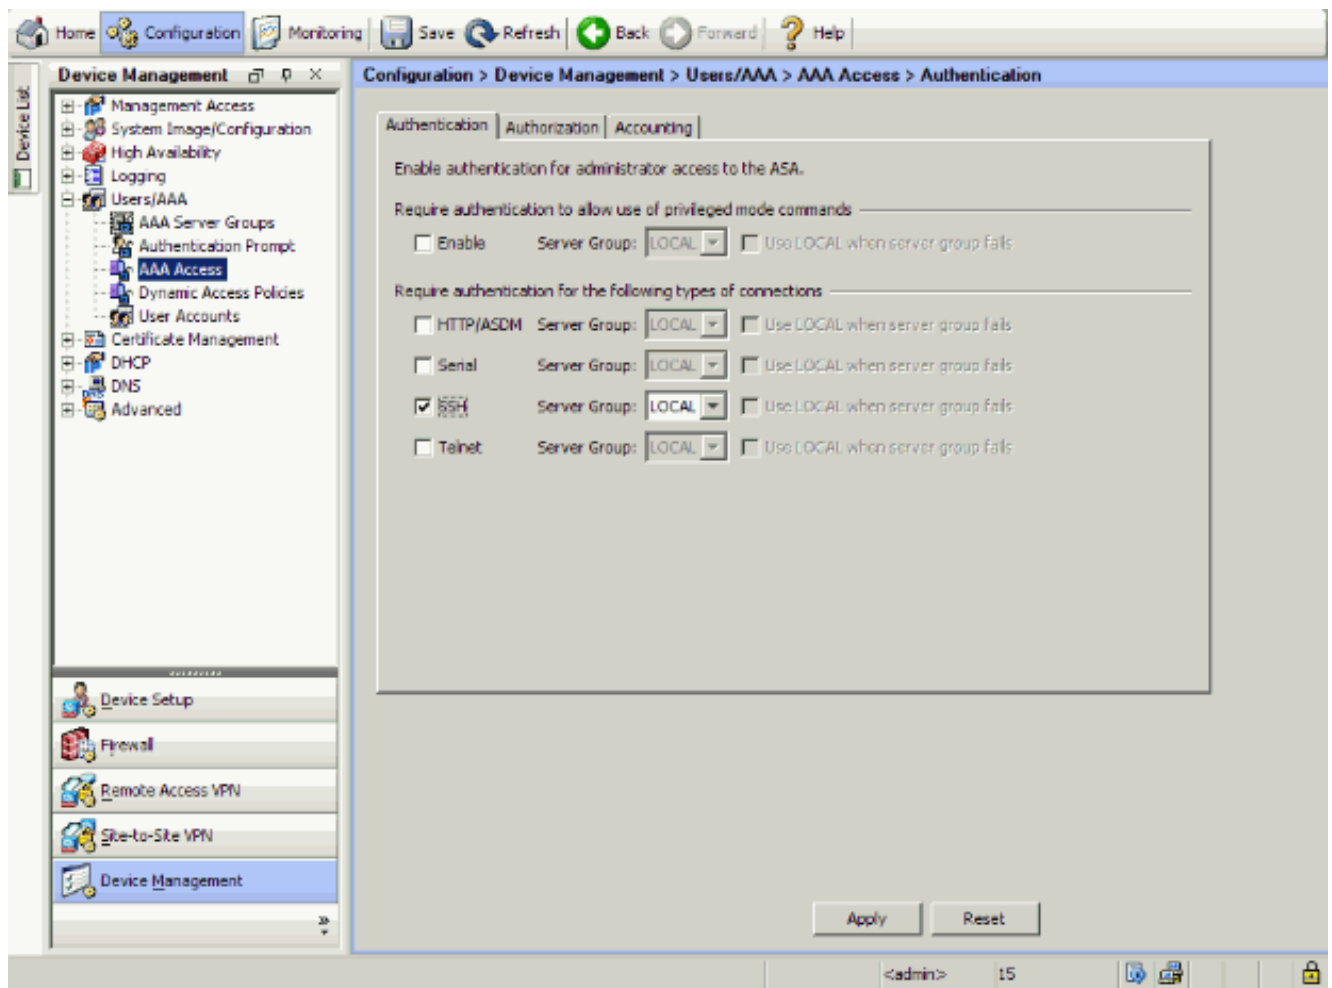 Home Configuration Monitoring Save Refresh Back Forward Help
Device List
Device Management
Management Access
System Image/Configuration
High Availability
Logging
Users/AAA
AAA Server Groups
Authentication Prompt
AAA Access
Dynamic Access Policies
User Accounts
Certificate Management
DHCP
DNS
Advanced
Device Setup
Firewall
Remote Access VPN
Site-to-Site VPN
Device Management
Configuration > Device Management > Users/AAA > AAA Access > Authentication
Authentication Authorization Accounting
Enable authentication for administrator access to the ASA.
Require authentication to allow use of privileged mode commands
Enable Server Group: LOCAL Use LOCAL when server group fails
Require authentication for the following types of connections
HTTP/ASDM Server Group: LOCAL Use LOCAL when server group fails
Serial Server Group: LOCAL Use LOCAL when server group fails
SSH Server Group: LOCAL Use LOCAL when server group fails
Telnet Server Group: LOCAL Use LOCAL when server group fails
Apply Reset
<admin> 15